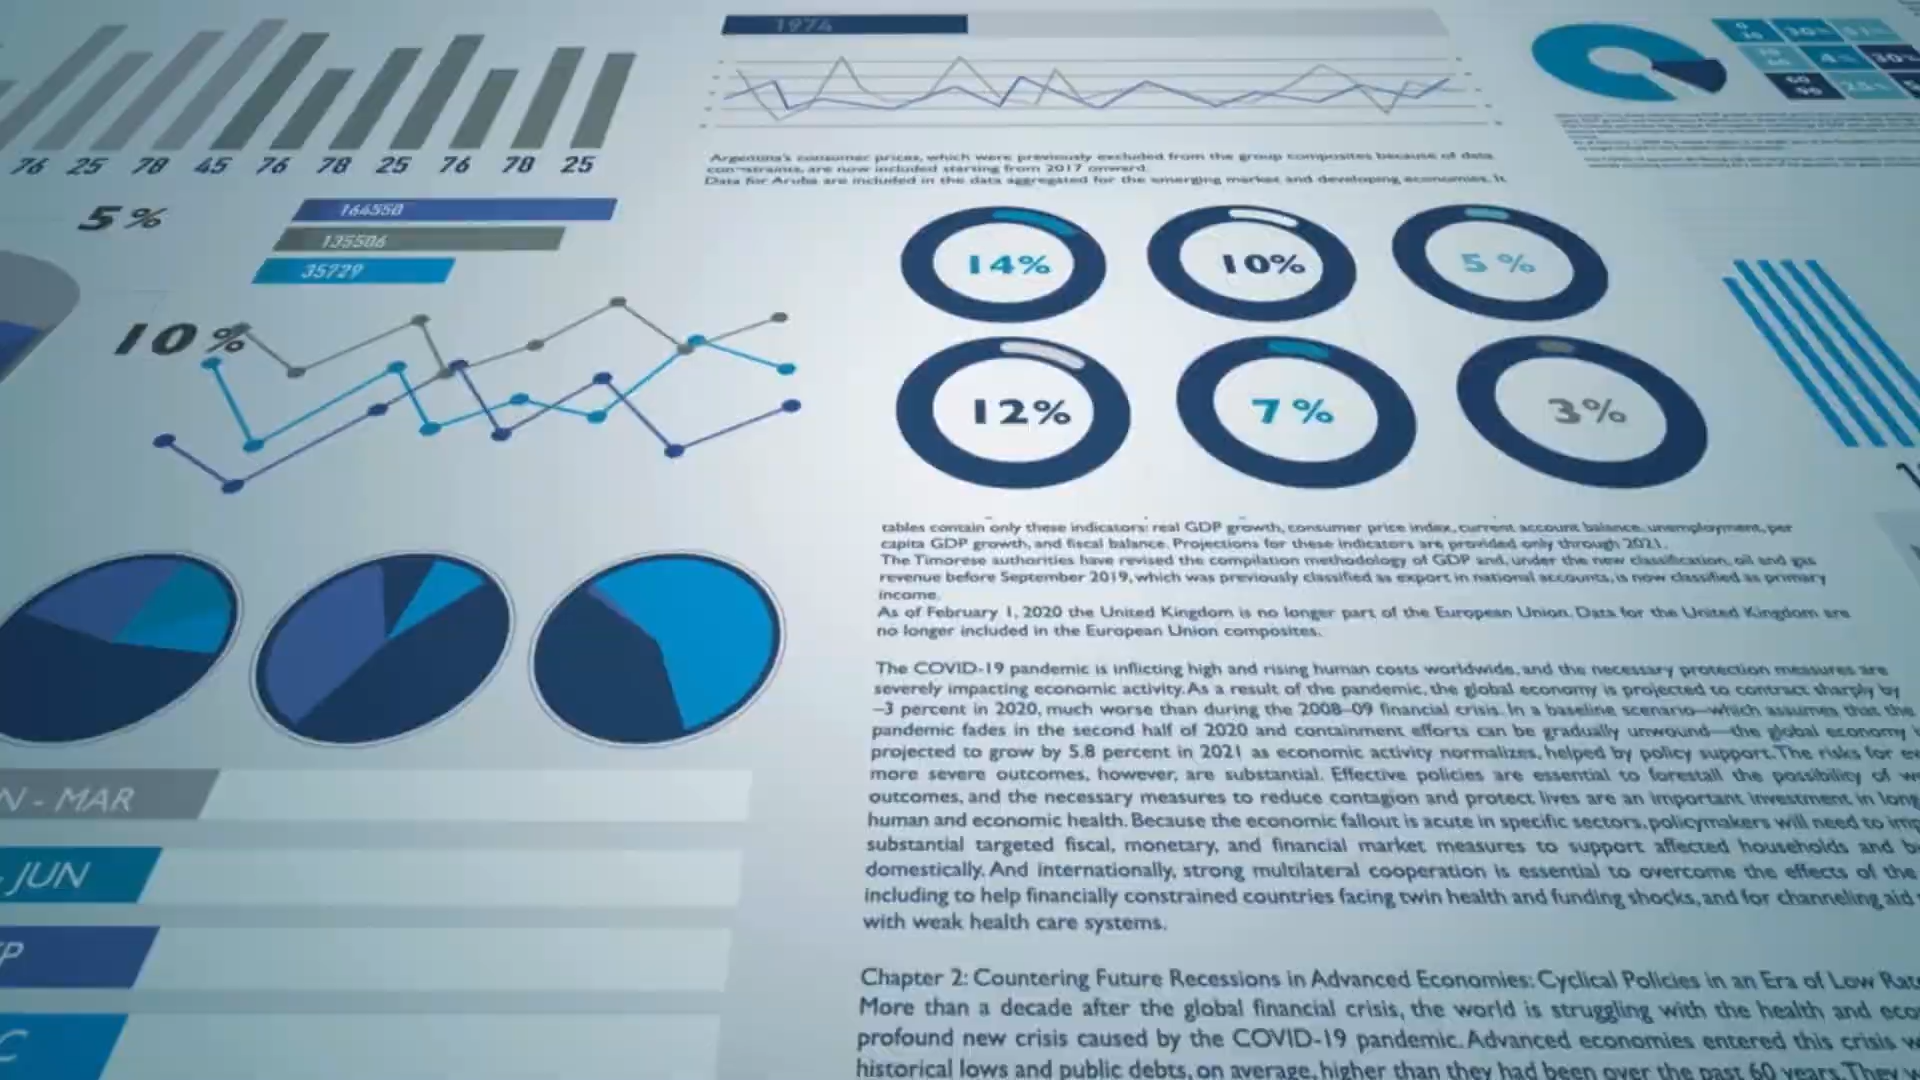 1974
76 25 78 45 76 78 25 76 78 25
Argentina's consumer prices, which were previously excluded from the group composites because of data
constraints, are now included starting from 2017 onward.
Data for Aruba are included in the data aggregated for the emerging market and developing economies. It
5%
164550
135506
35729
10%
14% 10% 5%
12% 7% 3%
tables contain only these indicators: real GDP growth, consumer price index, current account balance, unemployment, per
capita GDP growth, and fiscal balance. Projections for these indicators are provided only through 2021.
The Timorese authorities have revised the compilation methodology of GDP and, under the new classification, oil and gas
revenue before September 2019, which was previously classified as export in national accounts, is now classified as primary
income.
As of February 1, 2020 the United Kingdom is no longer part of the European Union. Data for the United Kingdom are
no longer included in the European Union composites.
The COVID-19 pandemic is inflicting high and rising human costs worldwide, and the necessary protection measures are
severely impacting economic activity. As a result of the pandemic, the global economy is projected to contract sharply by
–3 percent in 2020, much worse than during the 2008–09 financial crisis. In a baseline scenario—which assumes that the
pandemic fades in the second half of 2020 and containment efforts can be gradually unwound—the global economy
projected to grow by 5.8 percent in 2021 as economic activity normalizes, helped by policy support. The risks for
more severe outcomes, however, are substantial. Effective policies are essential to forestall the possibility of
outcomes, and the necessary measures to reduce contagion and protect lives are an important investment in long
human and economic health. Because the economic fallout is acute in specific sectors, policymakers will need to
substantial targeted fiscal, monetary, and financial market measures to support affected households and
domestically. And internationally, strong multilateral cooperation is essential to overcome the effects of the
including to help financially constrained countries facing twin health and funding shocks, and for channeling aid
with weak health care systems.
Chapter 2: Countering Future Recessions in Advanced Economies: Cyclical Policies in an Era of Low
More than a decade after the global financial crisis, the world is struggling with the health and
profound new crisis caused by the COVID-19 pandemic. Advanced economies entered this crisis
historical lows and public debts, on average, higher than they had been over the past 60 years. They
N - MAR
- JUN
P
C